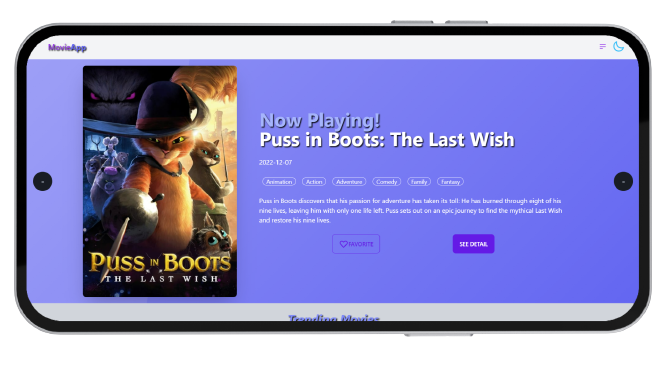 MovieApp
Now Playing!
Puss in Boots: The Last Wish
2022-12-07
Animation Action Adventure Comedy Family Fantasy
Puss in Boots discovers that his passion for adventure has taken its toll: He has burned through eight of his
nine lives, leaving him with only one life left. Puss sets out on an epic journey to find the mythical Last Wish
and restore his nine lives.
FAVORITE SEE DETAIL
PUSS IN BOOTS
THE LAST WISH
Trending Movies